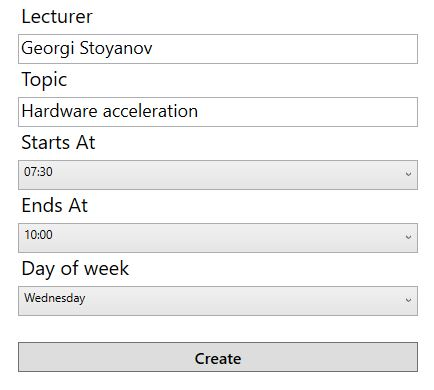 Lecturer
Georgi Stoyanov
Topic
Hardware acceleration
Starts At
07:30
Ends At
10:00
Day of week
Wednesday
Create